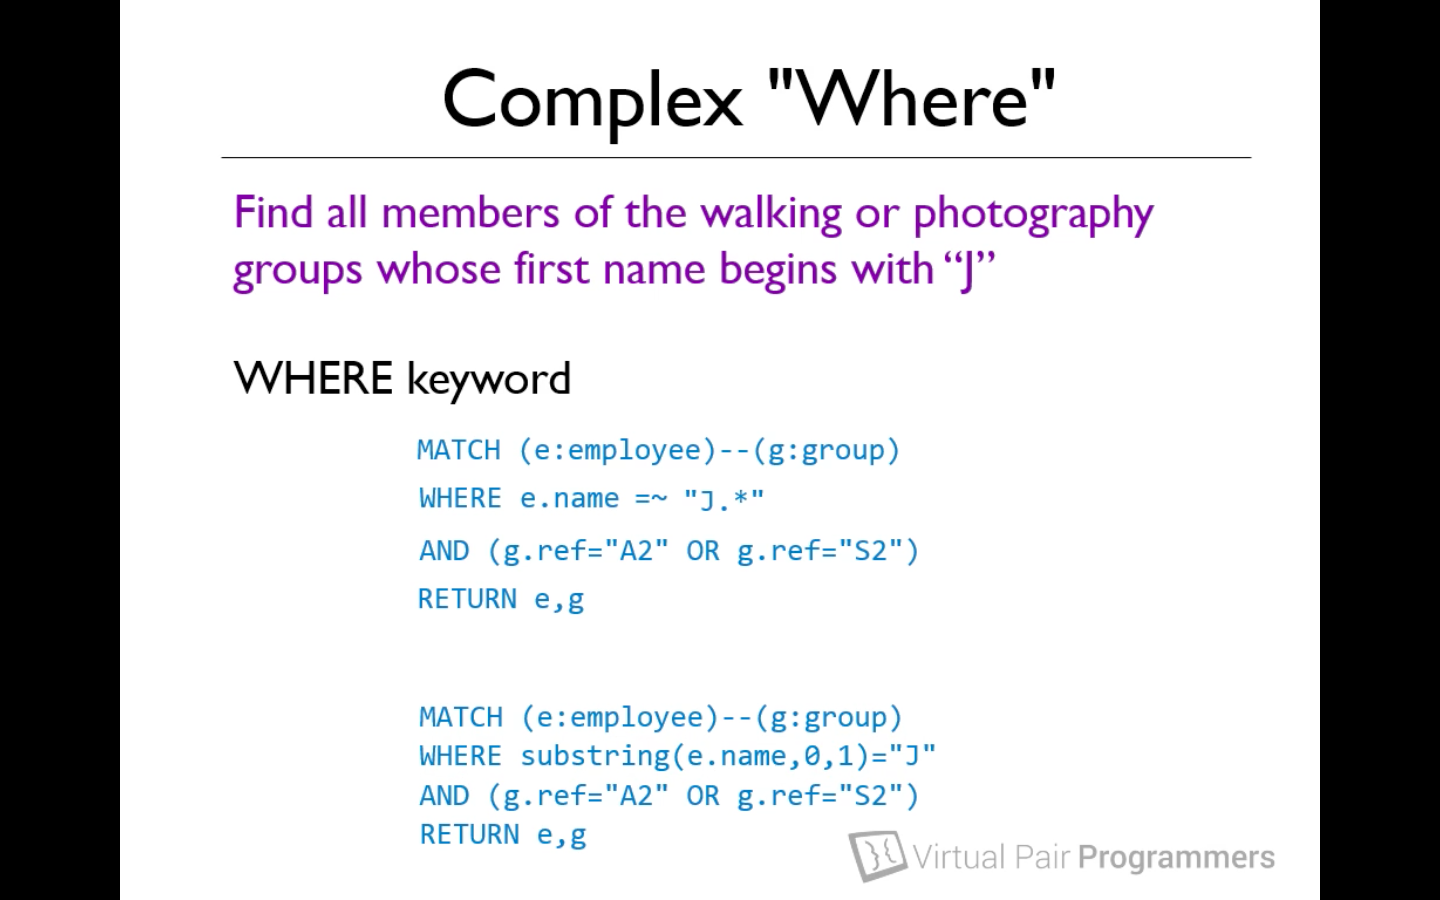 Complex "Where"
Find all members of the walking or photography
groups whose first name begins with “J”
WHERE keyword
MATCH (e:employee)--(g:group)
WHERE e.name =~ "J.*"
AND (g.ref="A2" OR g.ref="S2")
RETURN e,g
MATCH (e:employee)--(g:group)
WHERE substring(e.name,0,1)="J"
AND (g.ref="A2" OR g.ref="S2")
RETURN e,g
Virtual Pair Programmers